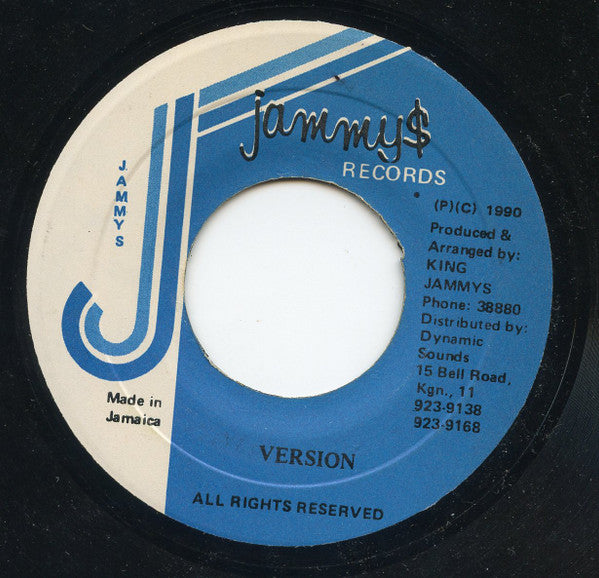 jammy$
RECORDS
JAMMYS
(P)(C) 1990
Produced &
Arranged by:
KING
JAMMYS
Phone: 38880
Distributed by:
Dynamic
Sounds
15 Bell Road,
Kgn., 11
923-9138
923-9168
Made in
Jamaica
VERSION
ALL RIGHTS RESERVED